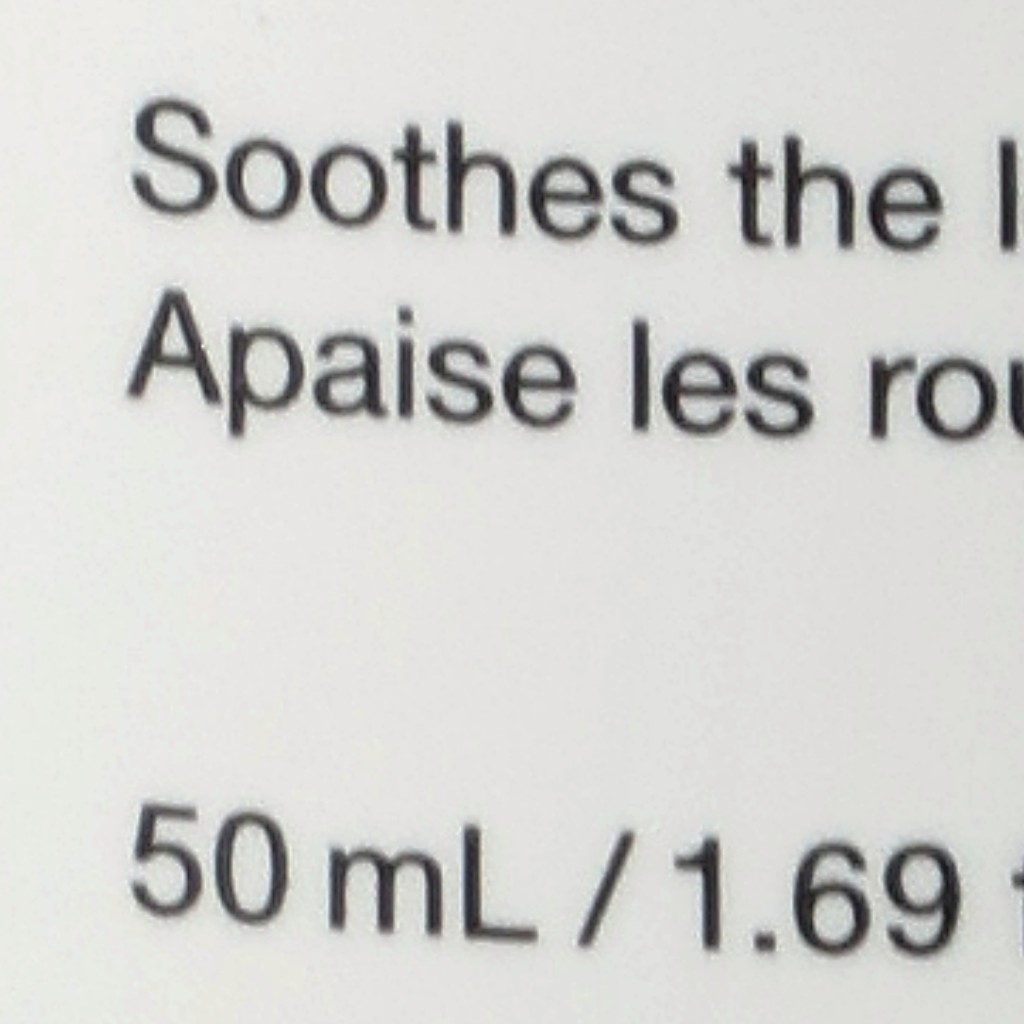 Soothes the
Apaise les
50 mL / 1.69